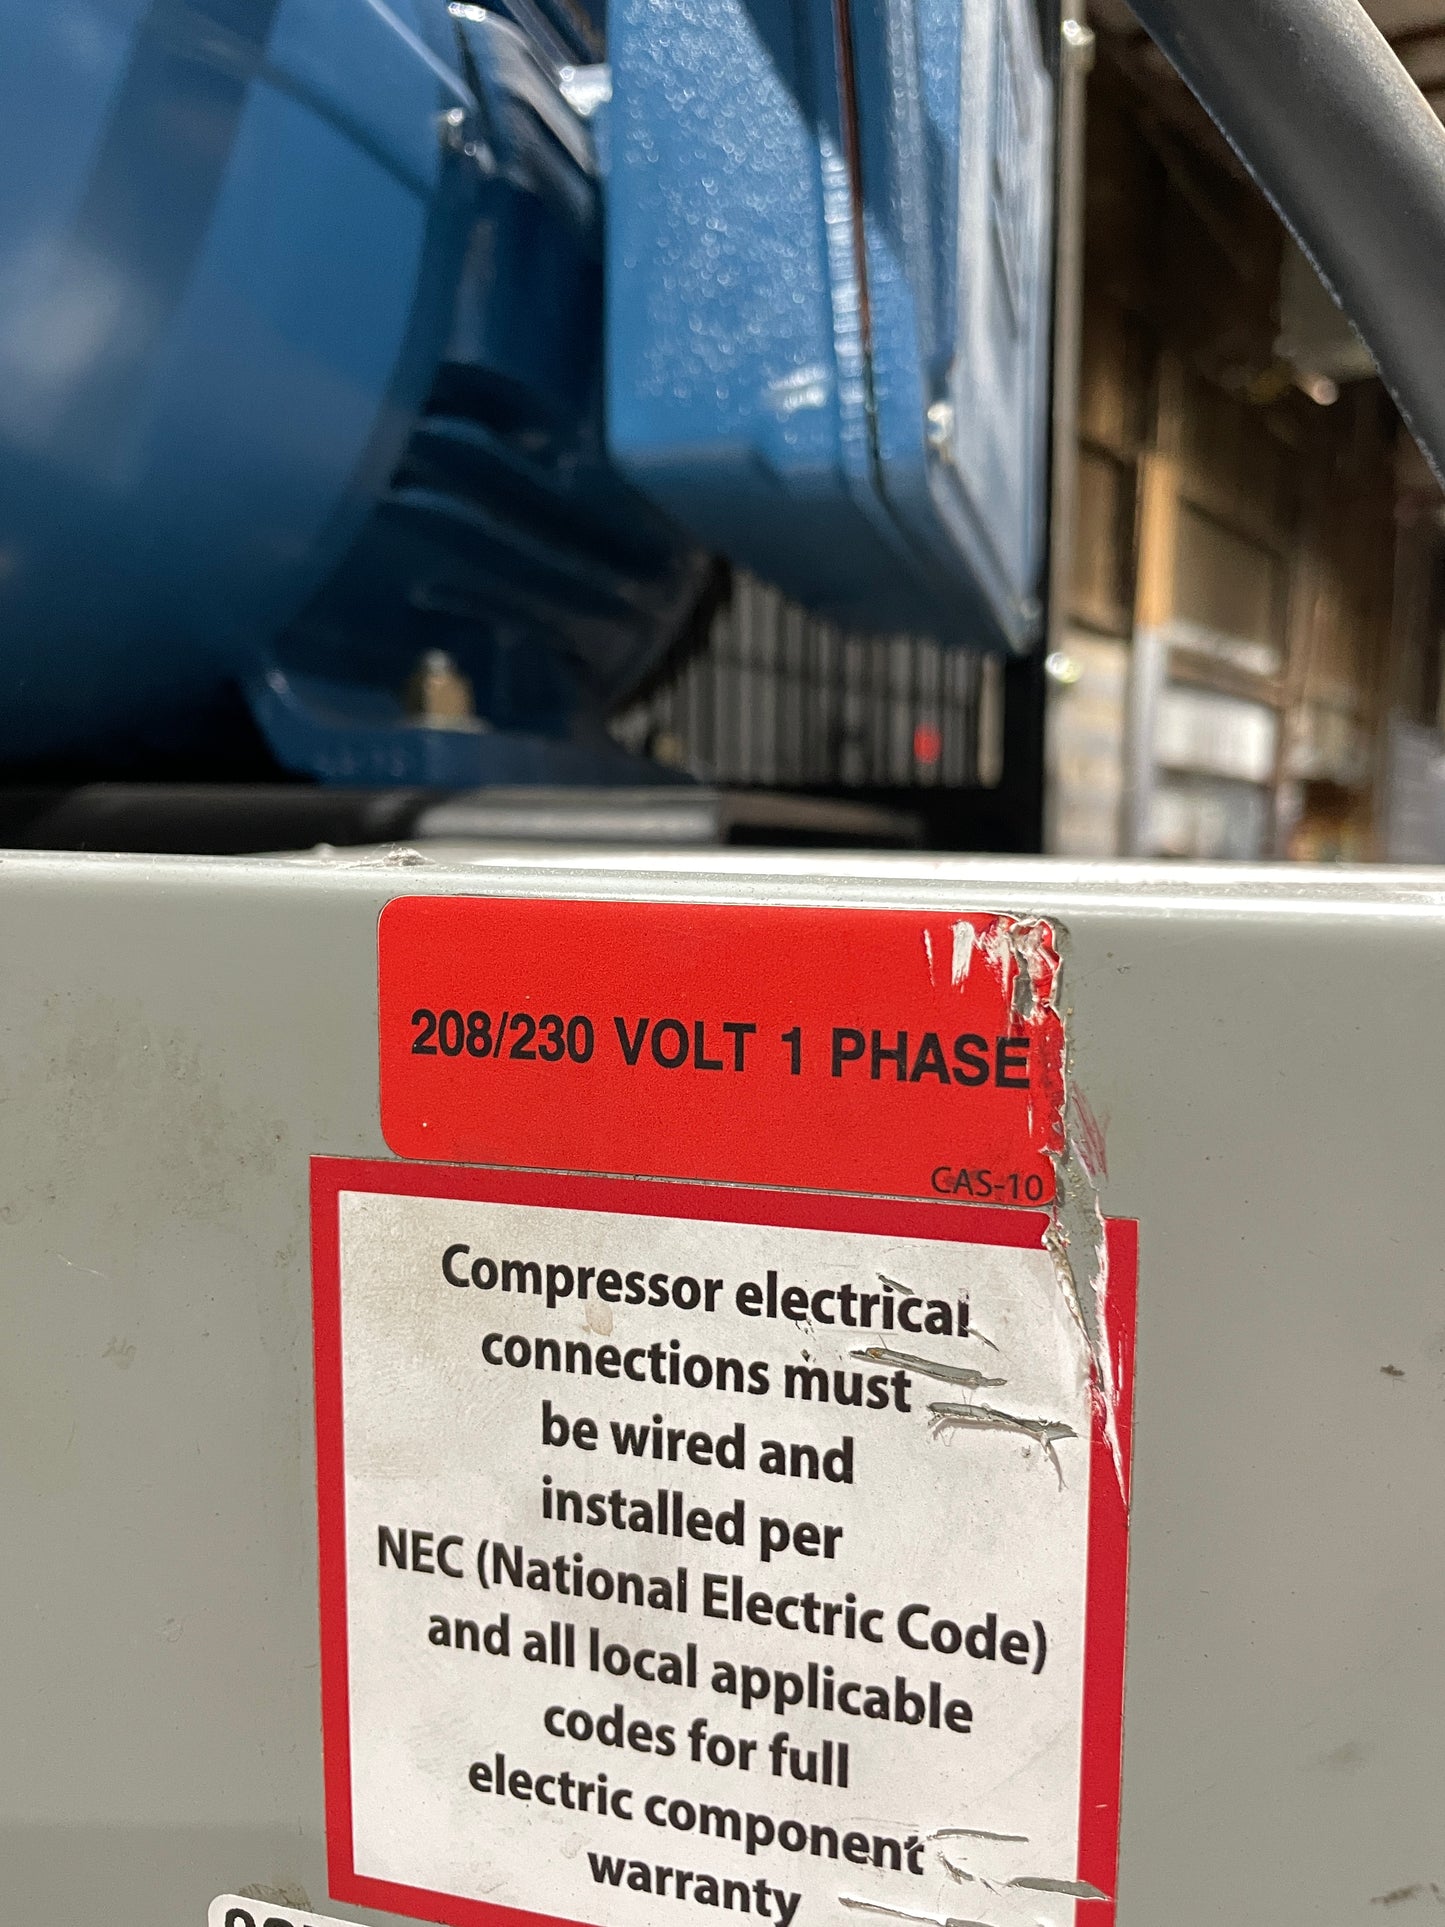 208/230 VOLT 1 PHASE
CAS-10
Compressor electrical
connections must
be wired and
installed per
NEC (National Electric Code)
and all local applicable
codes for full
electric component
warranty